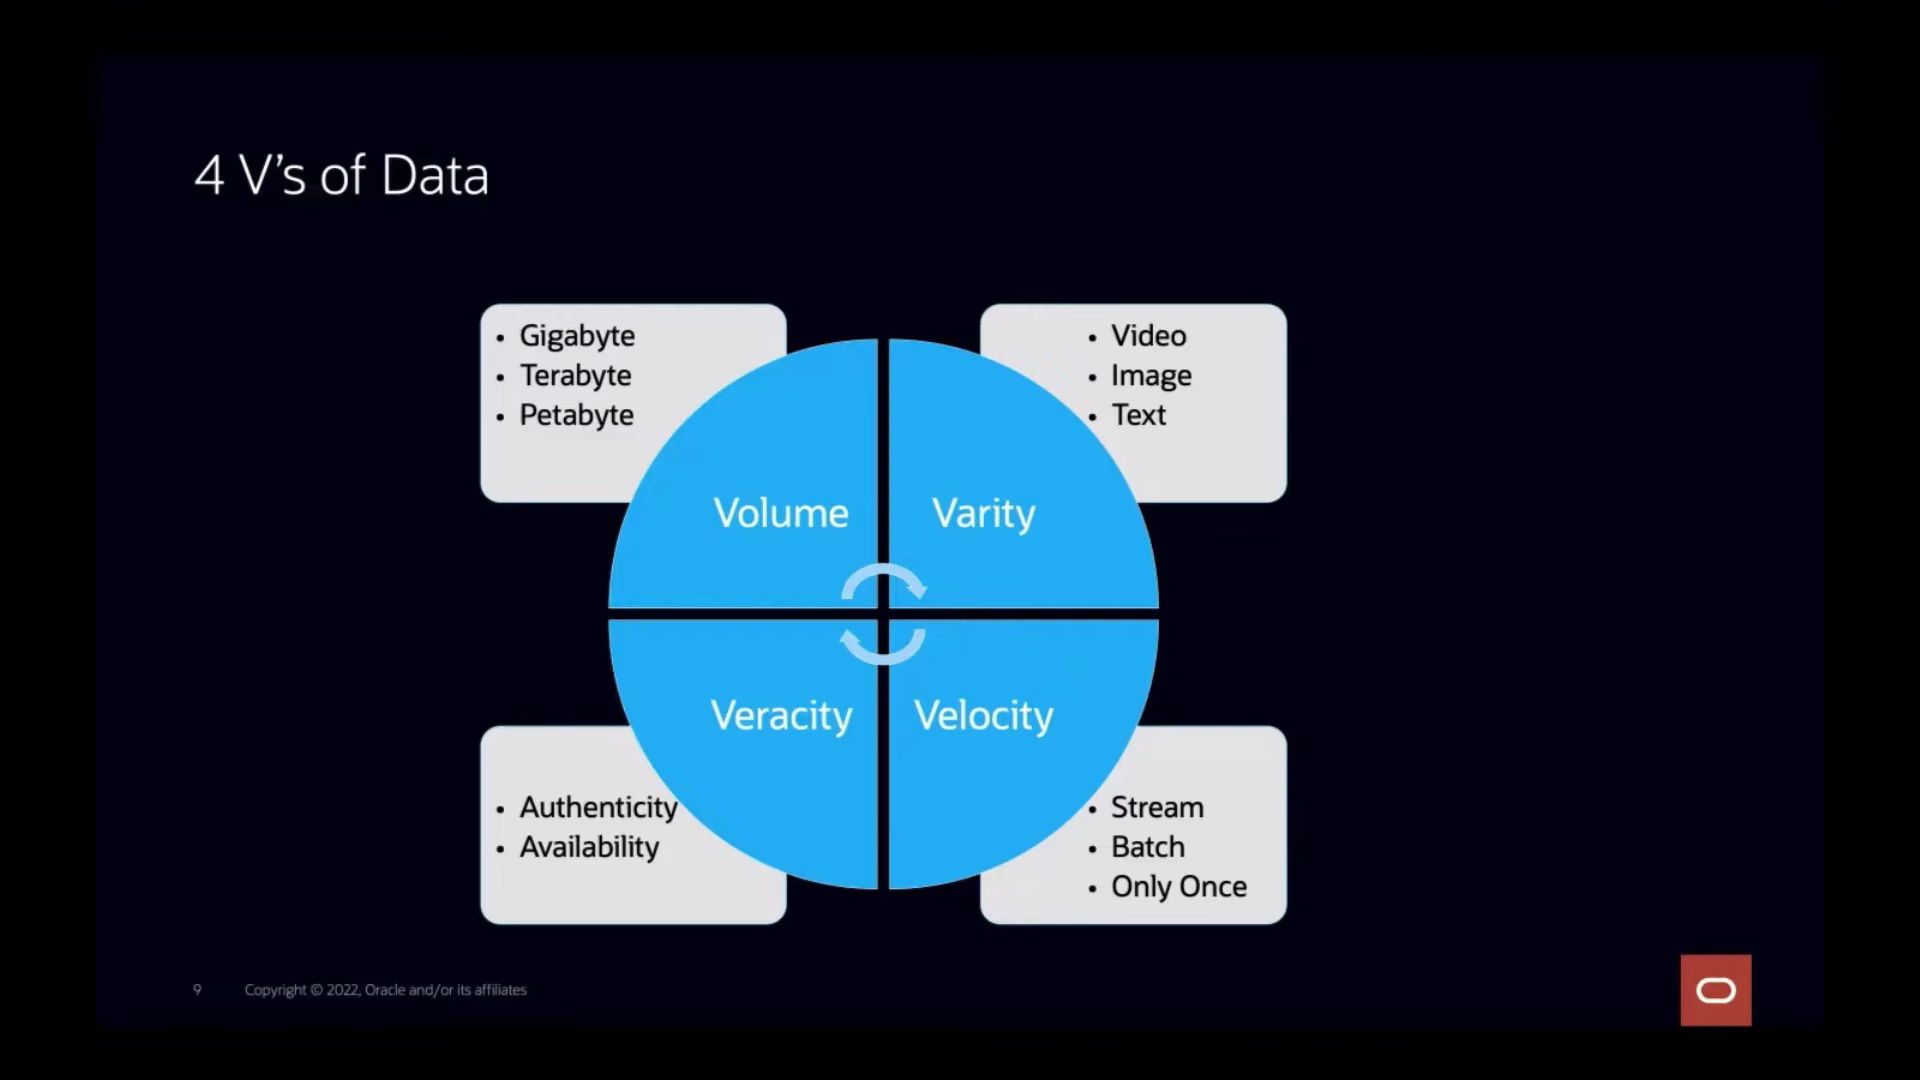 4 V's of Data
• Gigabyte
• Terabyte
• Petabyte
• Video
• Image
• Text
Volume
Varity
Veracity
Velocity
• Authenticity
• Availability
• Stream
• Batch
• Only Once
9
Copyright © 2022, Oracle and/or its affiliates